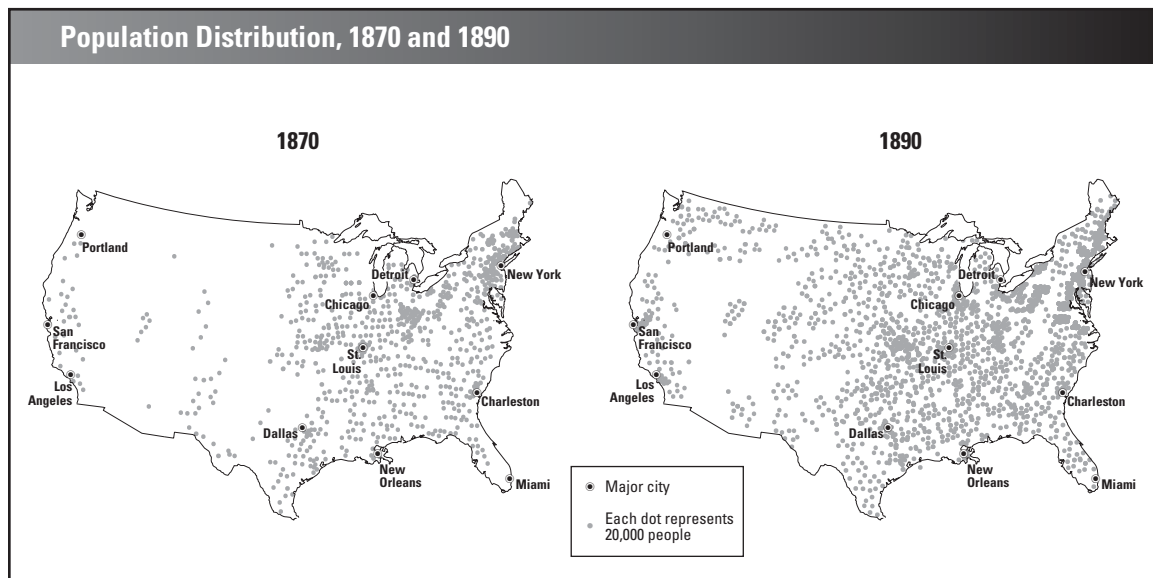 Population Distribution, 1870 and 1890
1870
Portland
San
Francisco
Los
Angeles
Detroit
Chicago
New York
St.
Louis
Charleston
Dallas
New
Orleans
Miami
1890
Portland
San
Francisco
Los
Angeles
Detroit
Chicago
New York
St.
Louis
Charleston
Dallas
New
Orleans
Miami
Major city
Each dot represents
20,000 people